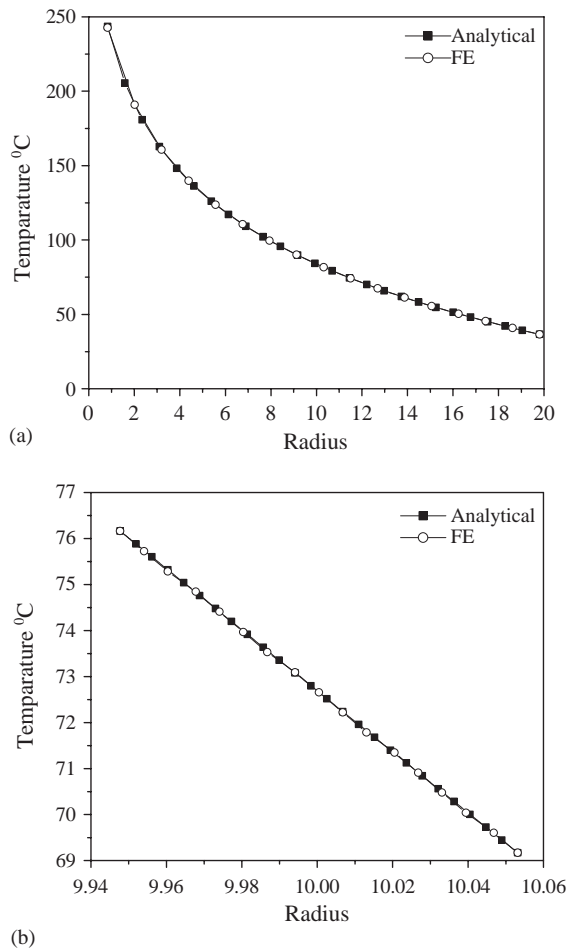 250
200
150
100
50
0
Temparature ⁰C
Analytical
FE
0 2 4 6 8 10 12 14 16 18 20
Radius
(a)
77
76
75
74
73
72
71
70
69
Temparature ⁰C
Analytical
FE
9.94 9.96 9.98 10.00 10.02 10.04 10.06
Radius
(b)